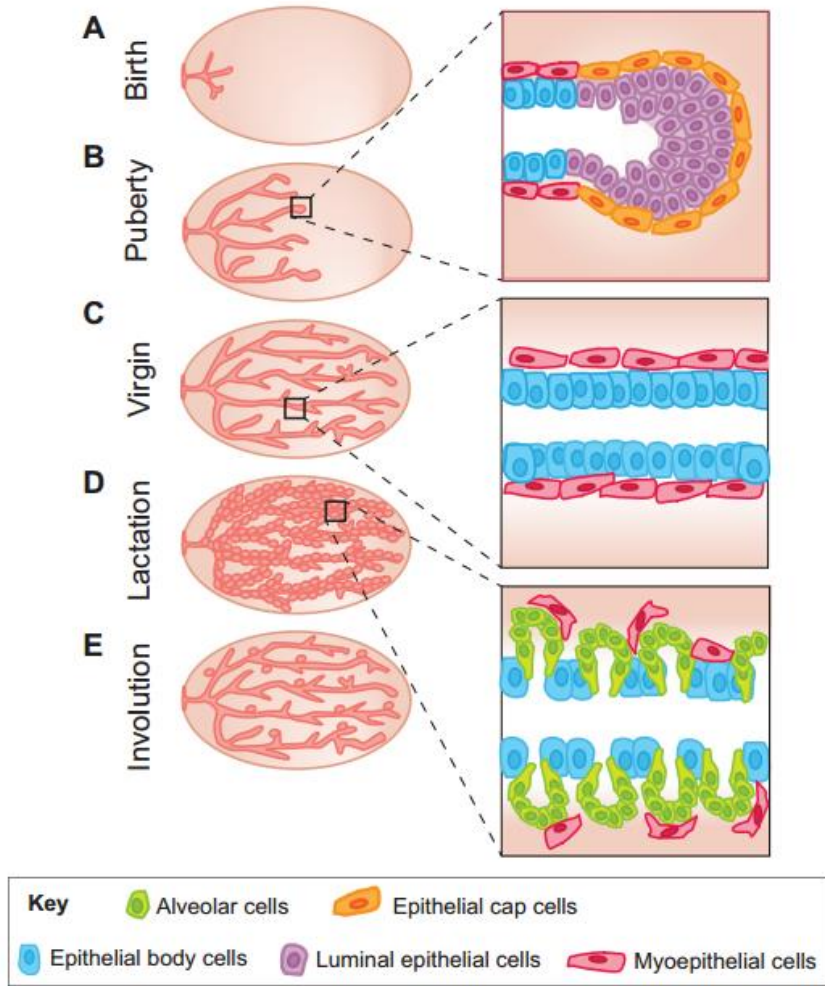 A
Birth
B
Puberty
C
Virgin
D
Lactation
E
Involution
Key
Alveolar cells
Epithelial cap cells
Epithelial body cells
Luminal epithelial cells
Myoepithelial cells